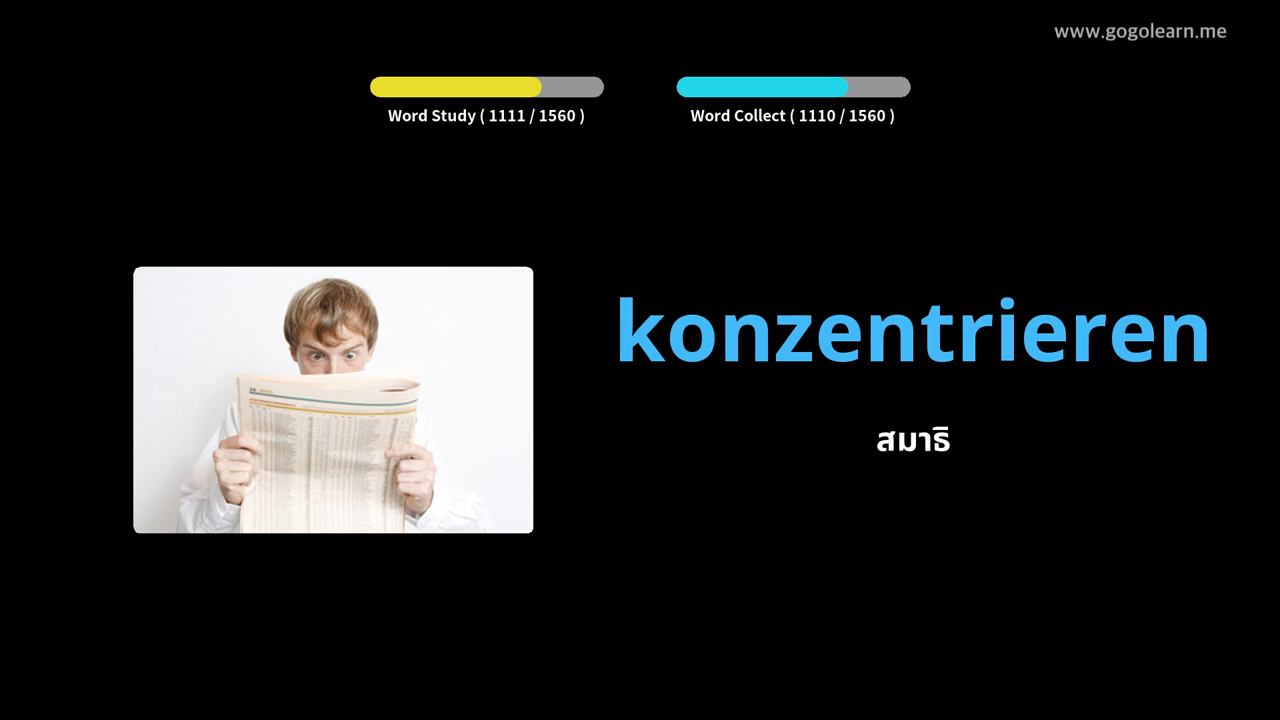 www.gogolearn.me
Word Study ( 1111 / 1560 )
Word Collect ( 1110 / 1560 )
konzentrieren
สมาธิ